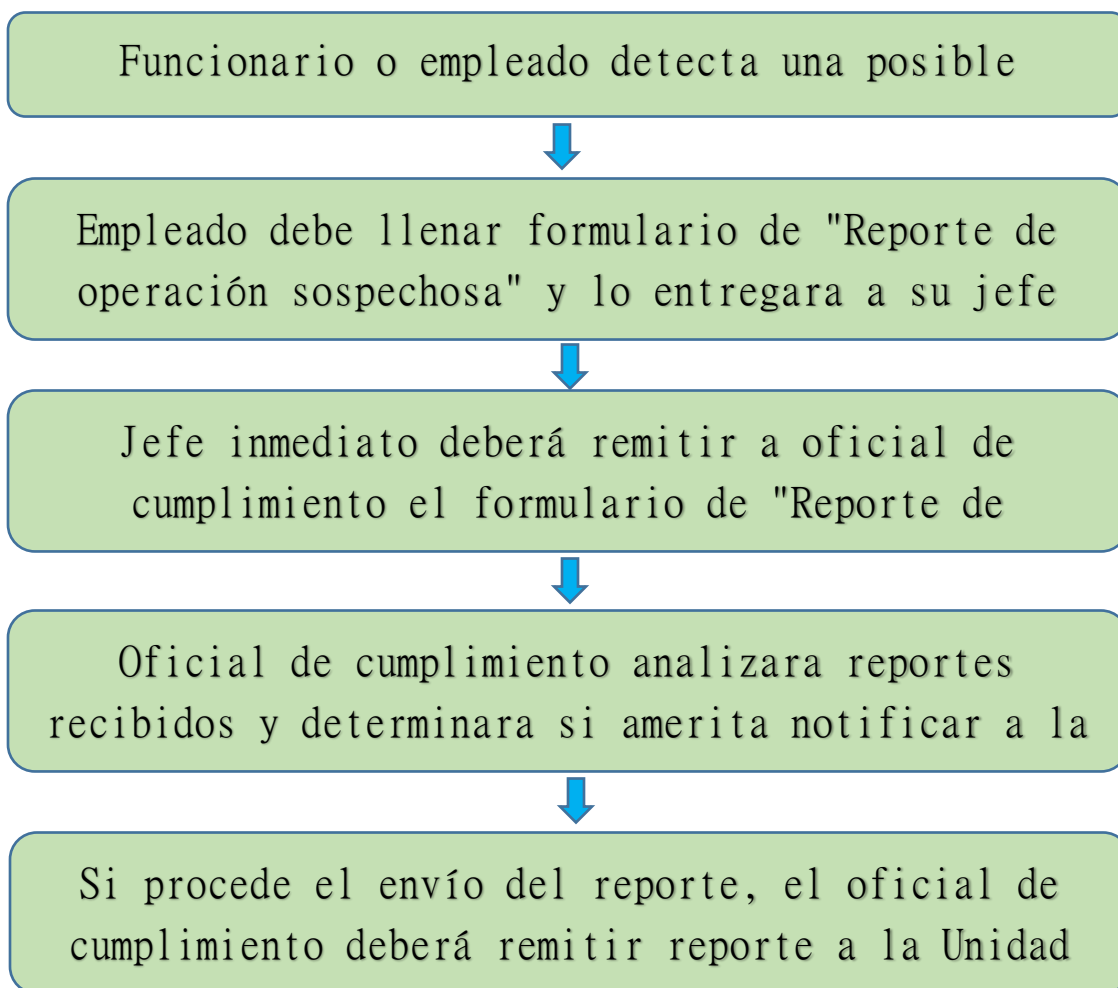 Funcionario o empleado detecta una posible
Empleado debe llenar formulario de "Reporte de
operación sospechosa" y lo entregara a su jefe
Jefe inmediato deberá remitir a oficial de
cumplimiento el formulario de "Reporte de
Oficial de cumplimiento analizara reportes
recibidos y determinara si amerita notificar a la
Si procede el envío del reporte, el oficial de
cumplimiento deberá remitir reporte a la Unidad